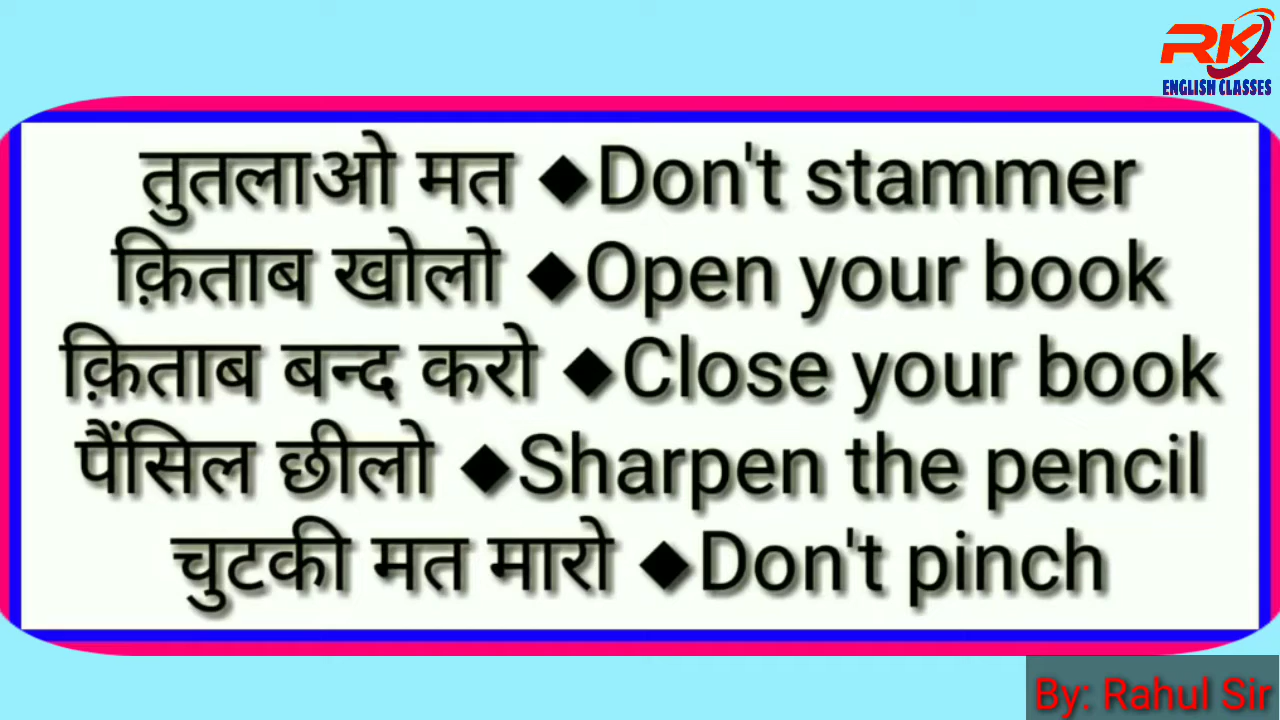 RK
ENGLISH CLASSES
तुतलाओ मत ◆Don't stammer
क़िताब खोलो ◆Open your book
क़िताब बन्द करो ◆Close your book
पैंसिल छीलो ◆Sharpen the pencil
चुटकी मत मारो ◆Don't pinch
By: Rahul Sir